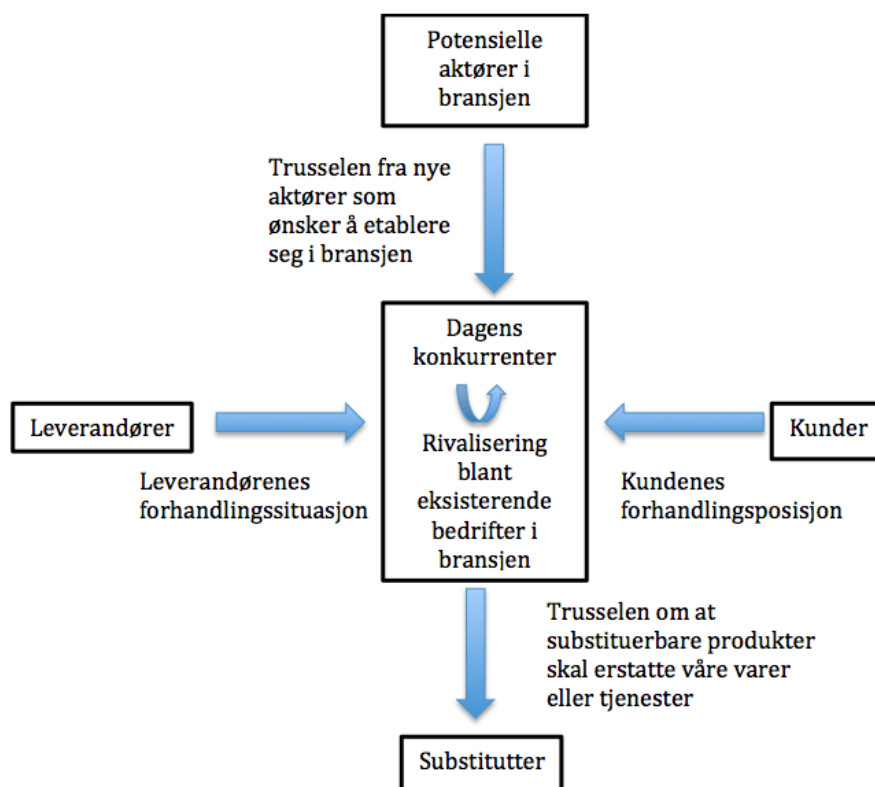 Potensielle
aktører i
bransjen
Trusselen fra nye
aktører som
ønsker å etablere
seg i bransjen
Dagens
konkurrenter
Leverandører
Rivalisering
blant
eksisterende
bedrifter i
bransjen
Kunder
Leverandørenes
forhandlingssituasjon
Kundenes
forhandlingsposisjon
Trusselen om at
substituerbare produkter
skal erstatte våre varer
eller tjenester
Substitutter